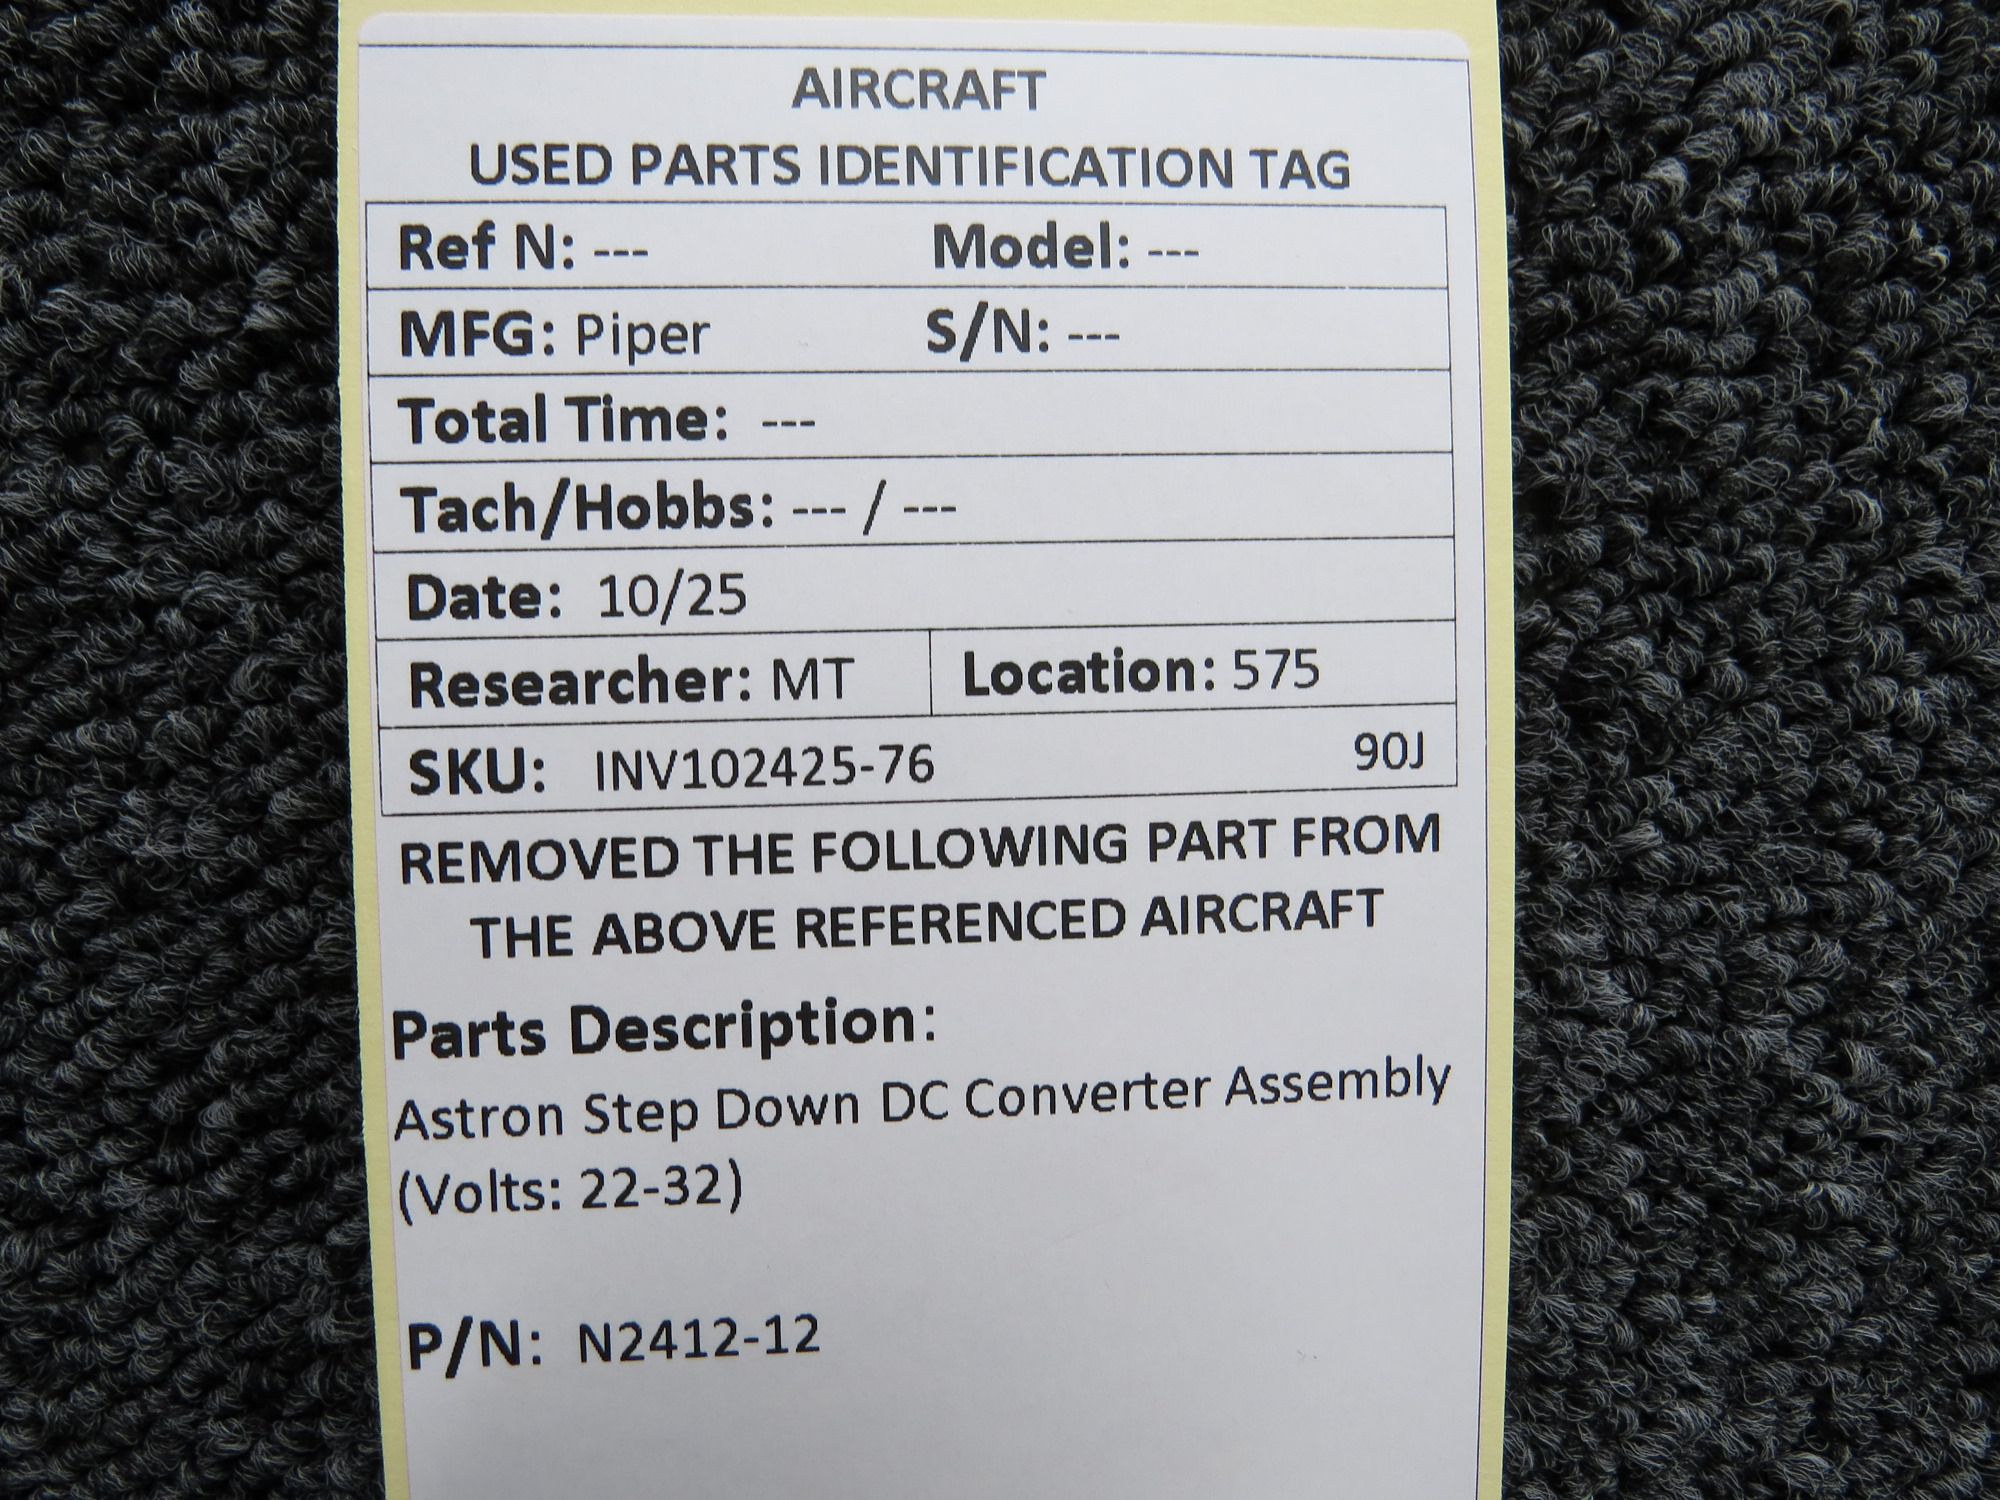 AIRCRAFT
USED PARTS IDENTIFICATION TAG
Ref N: --- Model: ---
MFG: Piper S/N: ---
Total Time: ---
Tach/Hobbs: --- / ---
Date: 10/25
Researcher: MT Location: 575
SKU: INV102425-76 90J
REMOVED THE FOLLOWING PART FROM
THE ABOVE REFERENCED AIRCRAFT
Parts Description:
Astron Step Down DC Converter Assembly
(Volts: 22-32)
P/N: N2412-12